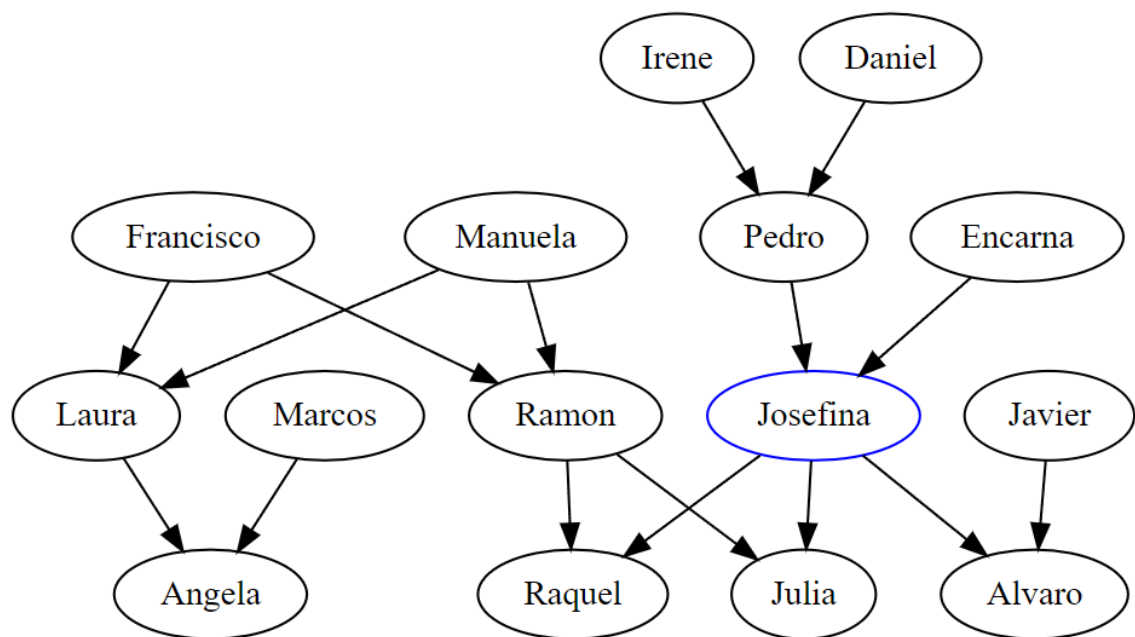 Irene
Daniel
Francisco
Manuela
Pedro
Encarna
Laura
Marcos
Ramon
Josefina
Javier
Angela
Raquel
Julia
Alvaro